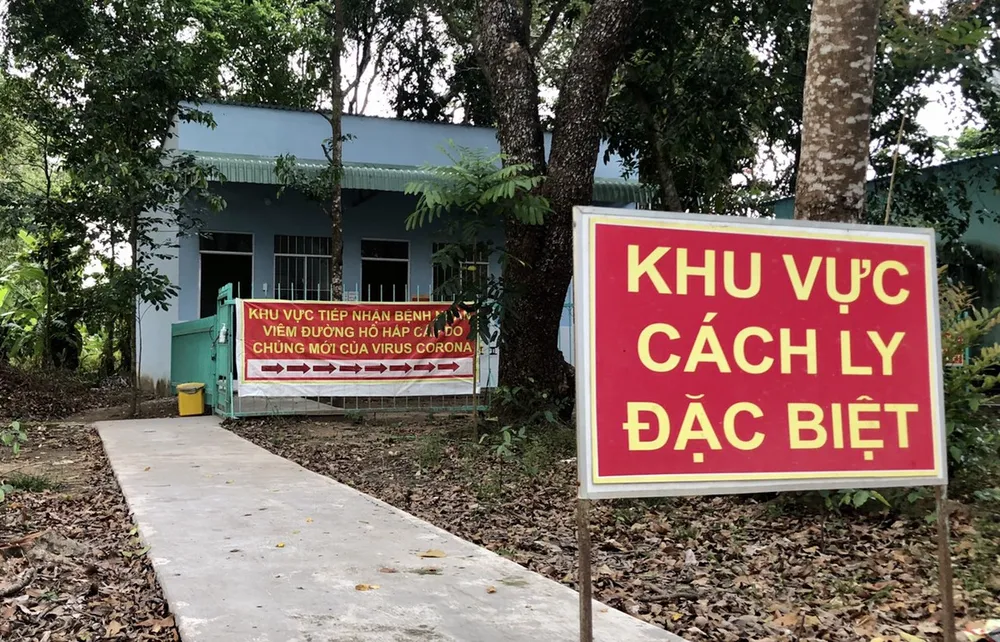 KHU VỰC
CÁCH LY
ĐẶC BIỆT
KHU VỰC TIẾP NHẬN BỆNH
VIÊM ĐƯỜNG HÔ HẤP DO
CHỦNG MỚI CỦA VIRUS CORONA